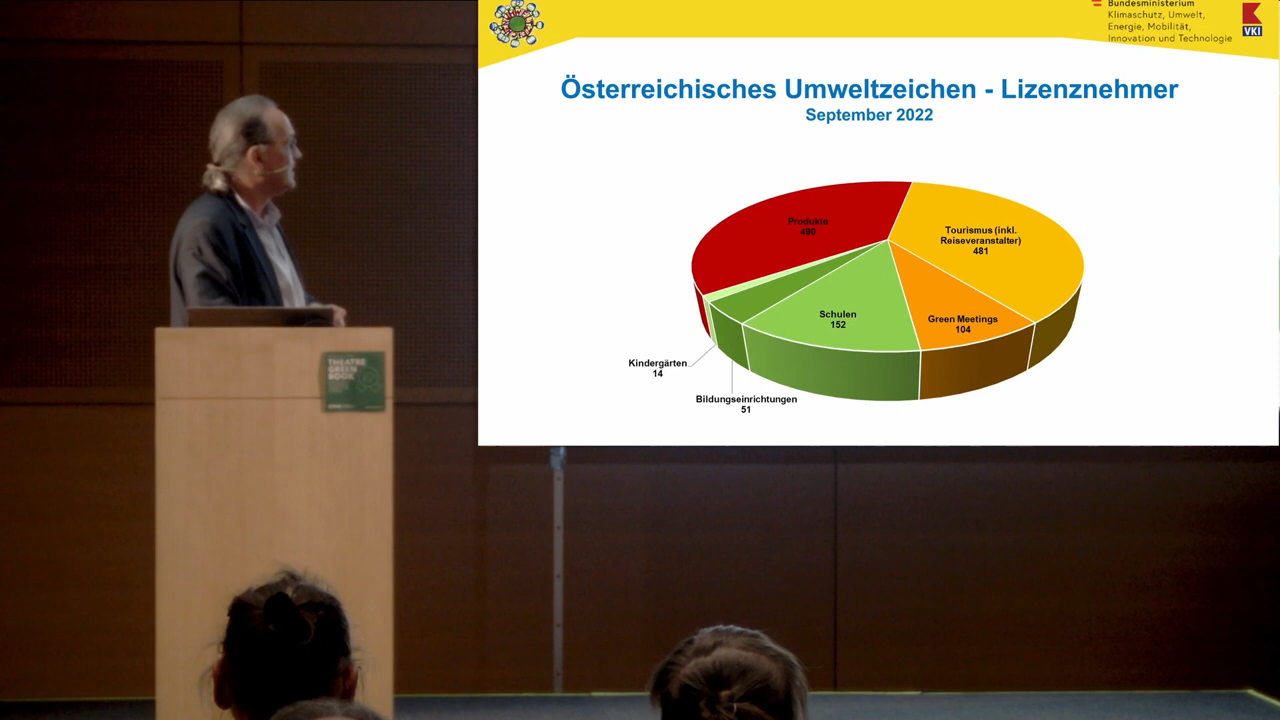 Bundesministerium
Klimaschutz, Umwelt,
Energie, Mobilität,
Innovation und Technologie
VKI
Österreichisches Umweltzeichen - Lizenznehmer
September 2022
Produkte
490
Tourismus (inkl.
Reiseveranstalter)
481
Schulen
152
Green Meetings
104
Kindergärten
14
Bildungseinrichtungen
51
THEATRE
GREEN
BOOK